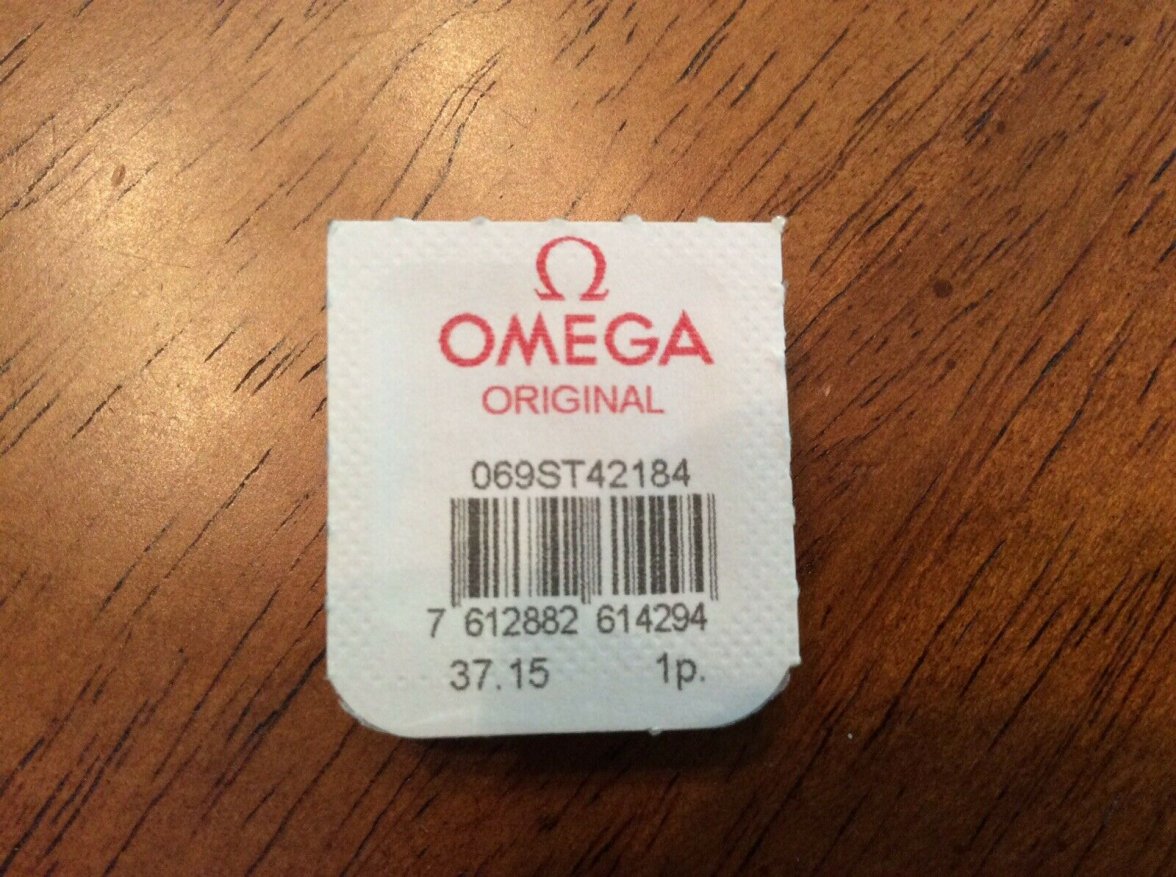 Ω
OMEGA
ORIGINAL
069ST42184
7 612882 614294
37.15 1p.